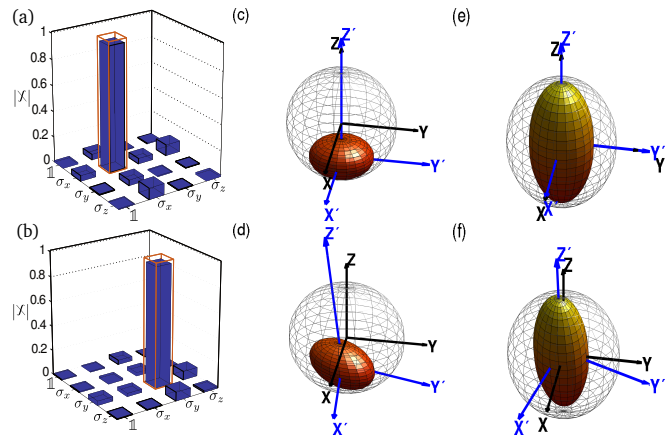 (a)
1
0.8
0.6
0.4
0.2
0
|χ|
𝟙
σx
σy
σz
𝟙
σx
σy
σz
(b)
1
0.8
0.6
0.4
0.2
0
|χ|
𝟙
σx
σy
σz
𝟙
σx
σy
σz
(c)
Z Z′
Y
Y′
X
X′
(d)
Z′
Z
Y
Y′
X
X′
(e)
Z′
Z
Y′
Y
X
X′
(f)
Z′
Z
Y
Y′
X
X′